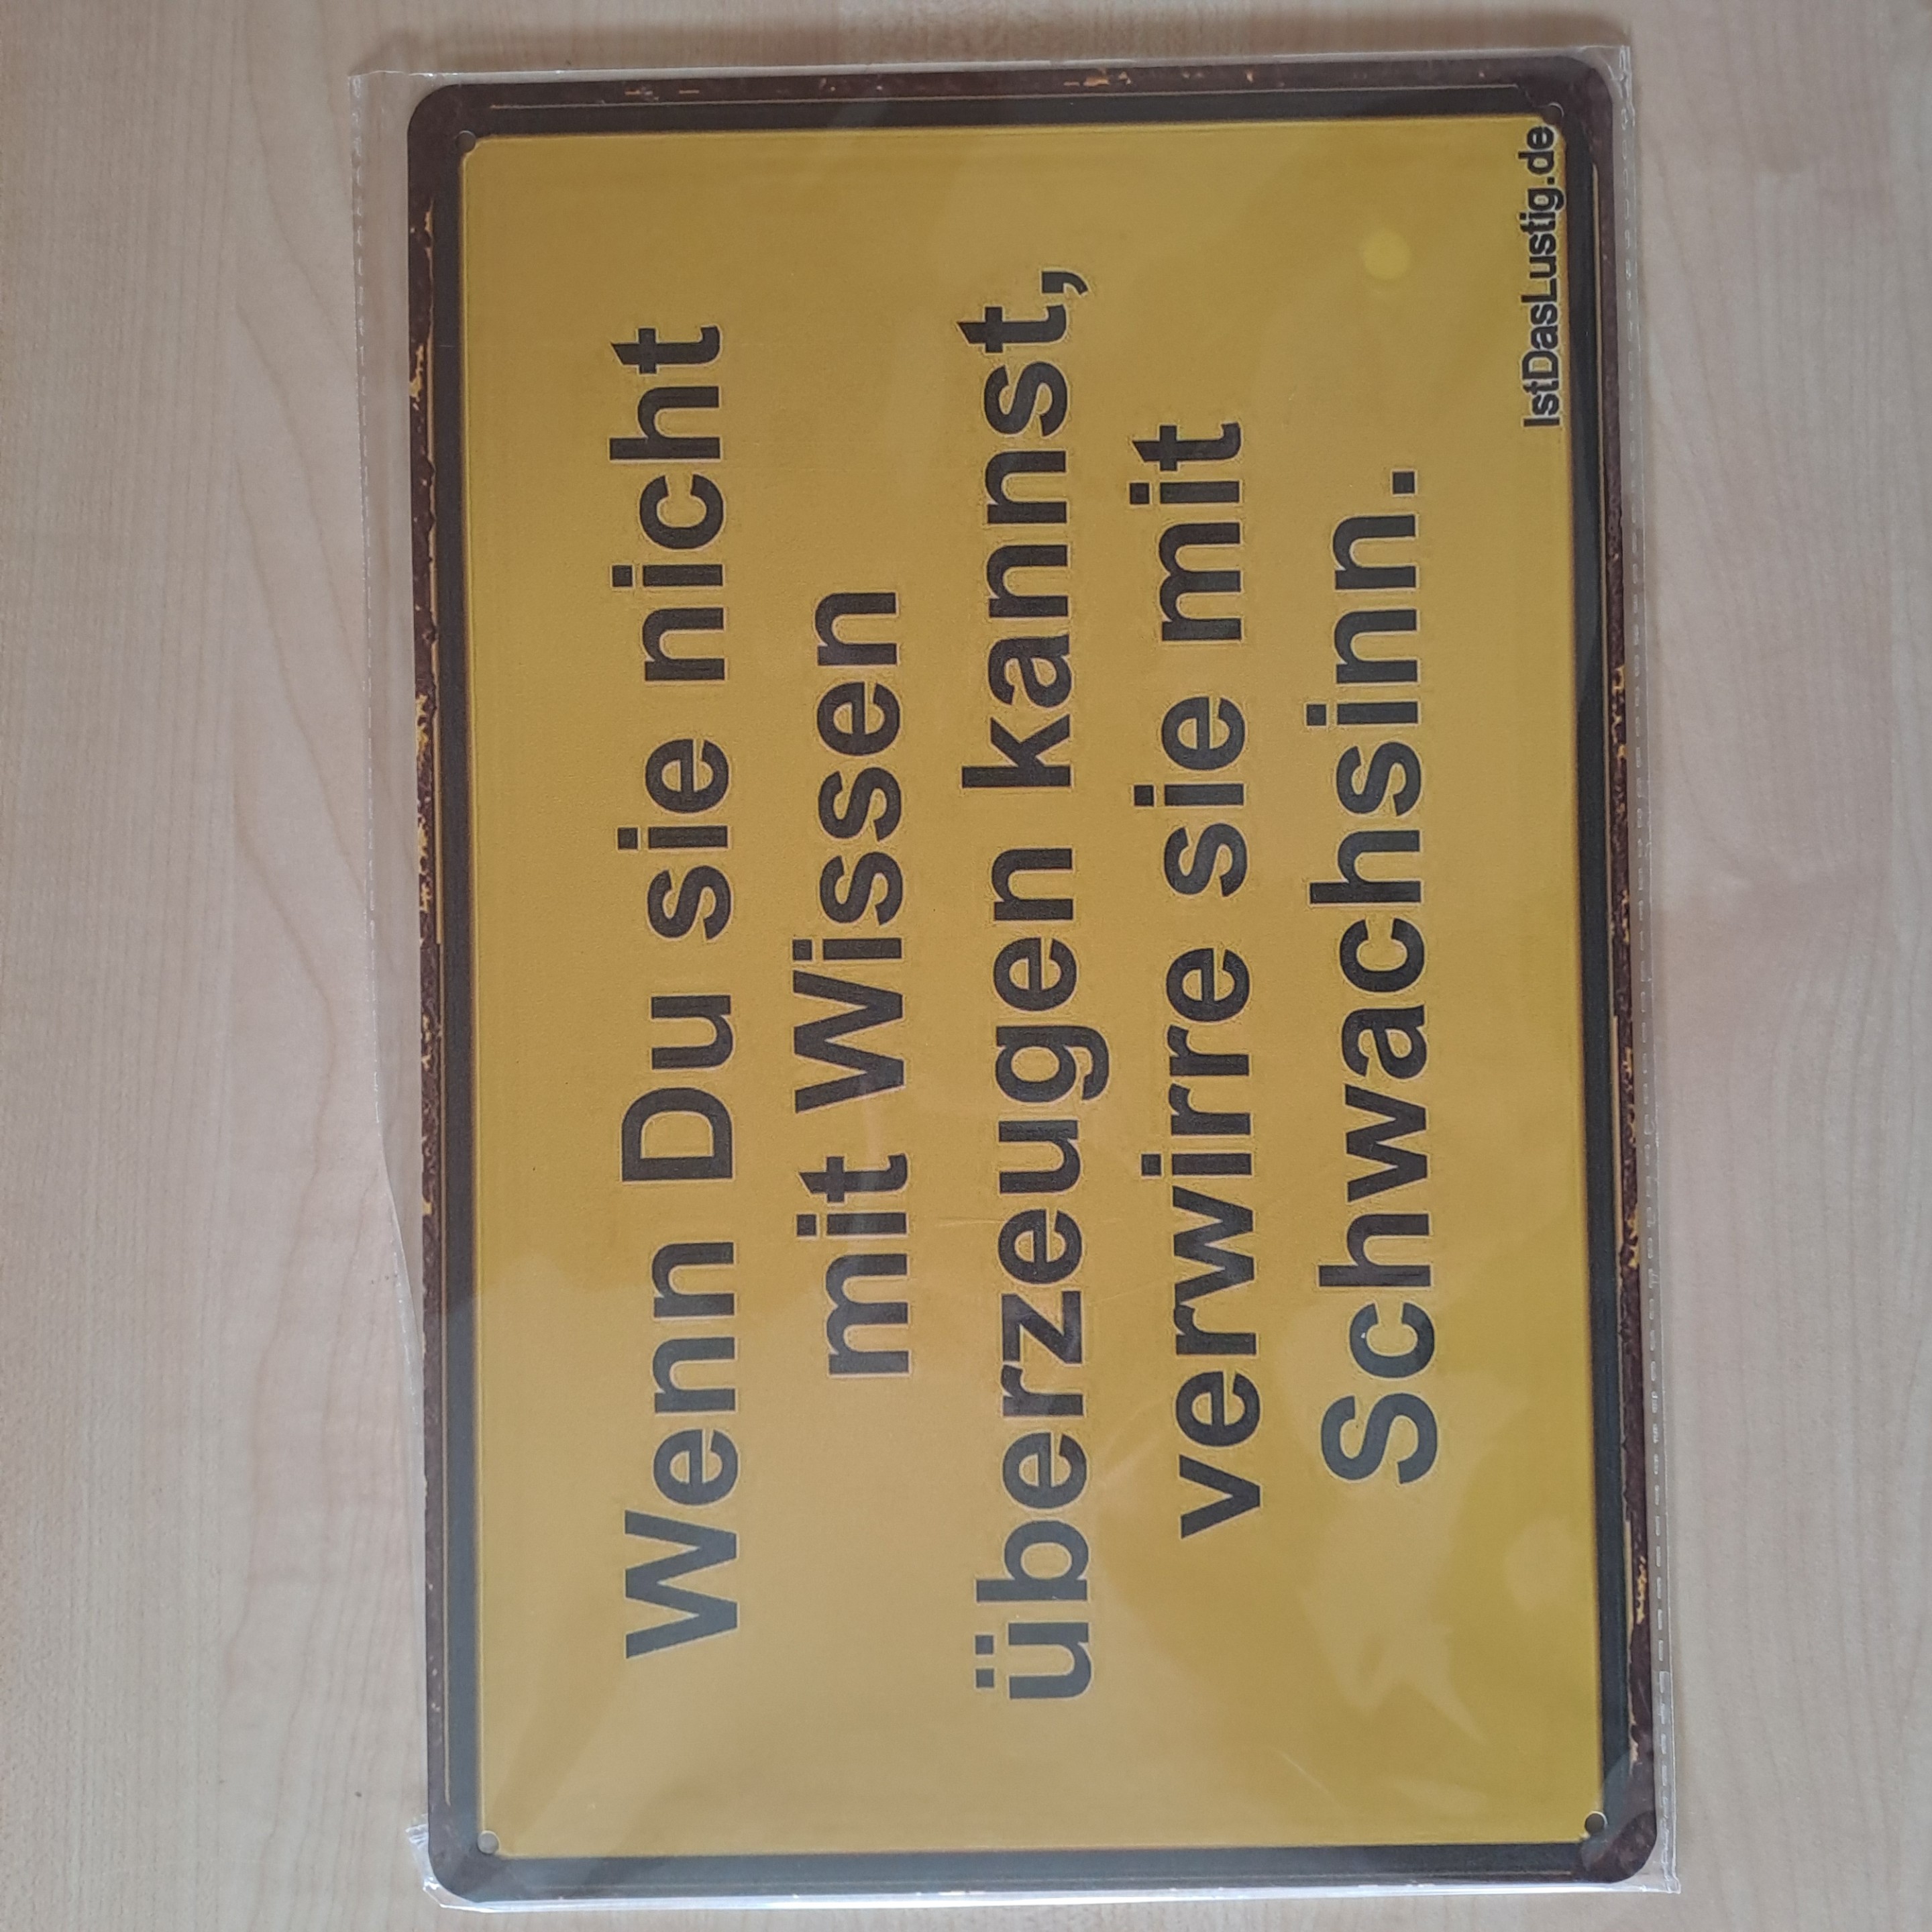 Wenn Du sie nicht
mit Wissen
überzeugen kannst,
verwirre sie mit
Schwachsinn.
IstDasLustig.de